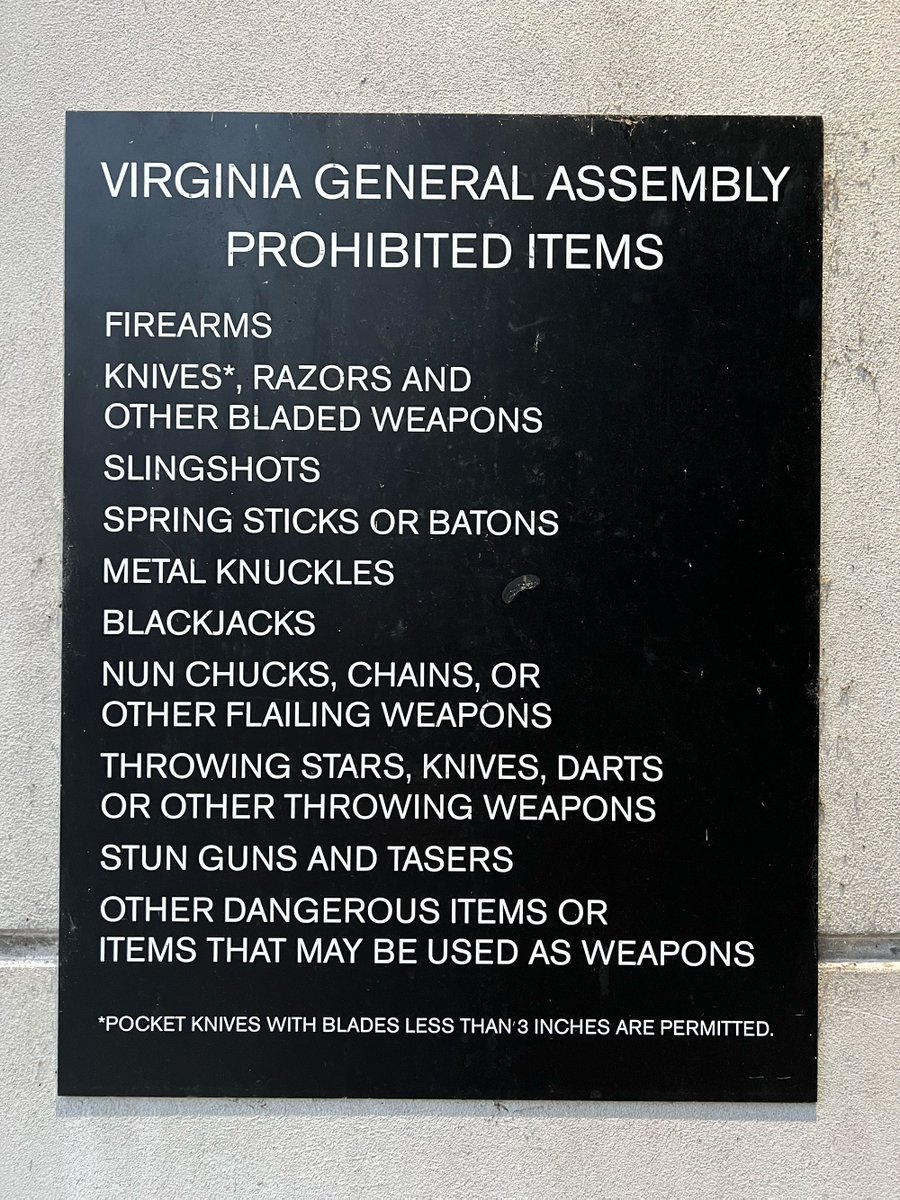 VIRGINIA GENERAL ASSEMBLY
PROHIBITED ITEMS
FIREARMS
KNIVES*, RAZORS AND
OTHER BLADED WEAPONS
SLINGSHOTS
SPRING STICKS OR BATONS
METAL KNUCKLES
BLACKJACKS
NUN CHUCKS, CHAINS, OR
OTHER FLAILING WEAPONS
THROWING STARS, KNIVES, DARTS
OR OTHER THROWING WEAPONS
STUN GUNS AND TASERS
OTHER DANGEROUS ITEMS OR
ITEMS THAT MAY BE USED AS WEAPONS
*POCKET KNIVES WITH BLADES LESS THAN 3 INCHES ARE PERMITTED.